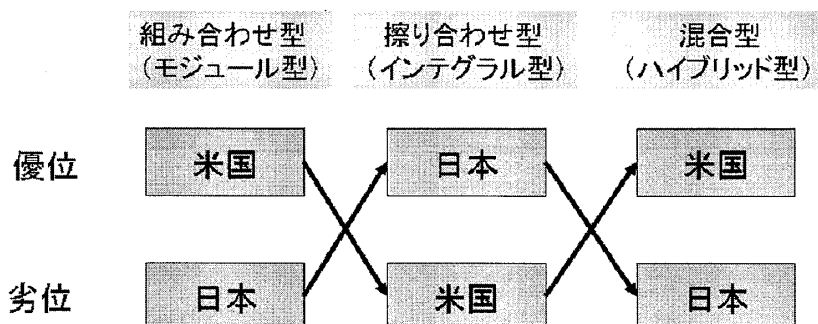 組み合わせ型
(モジュール型)
擦り合わせ型
(インテグラル型)
混合型
(ハイブリッド型)
優位
米国
日本
米国
劣位
日本
米国
日本